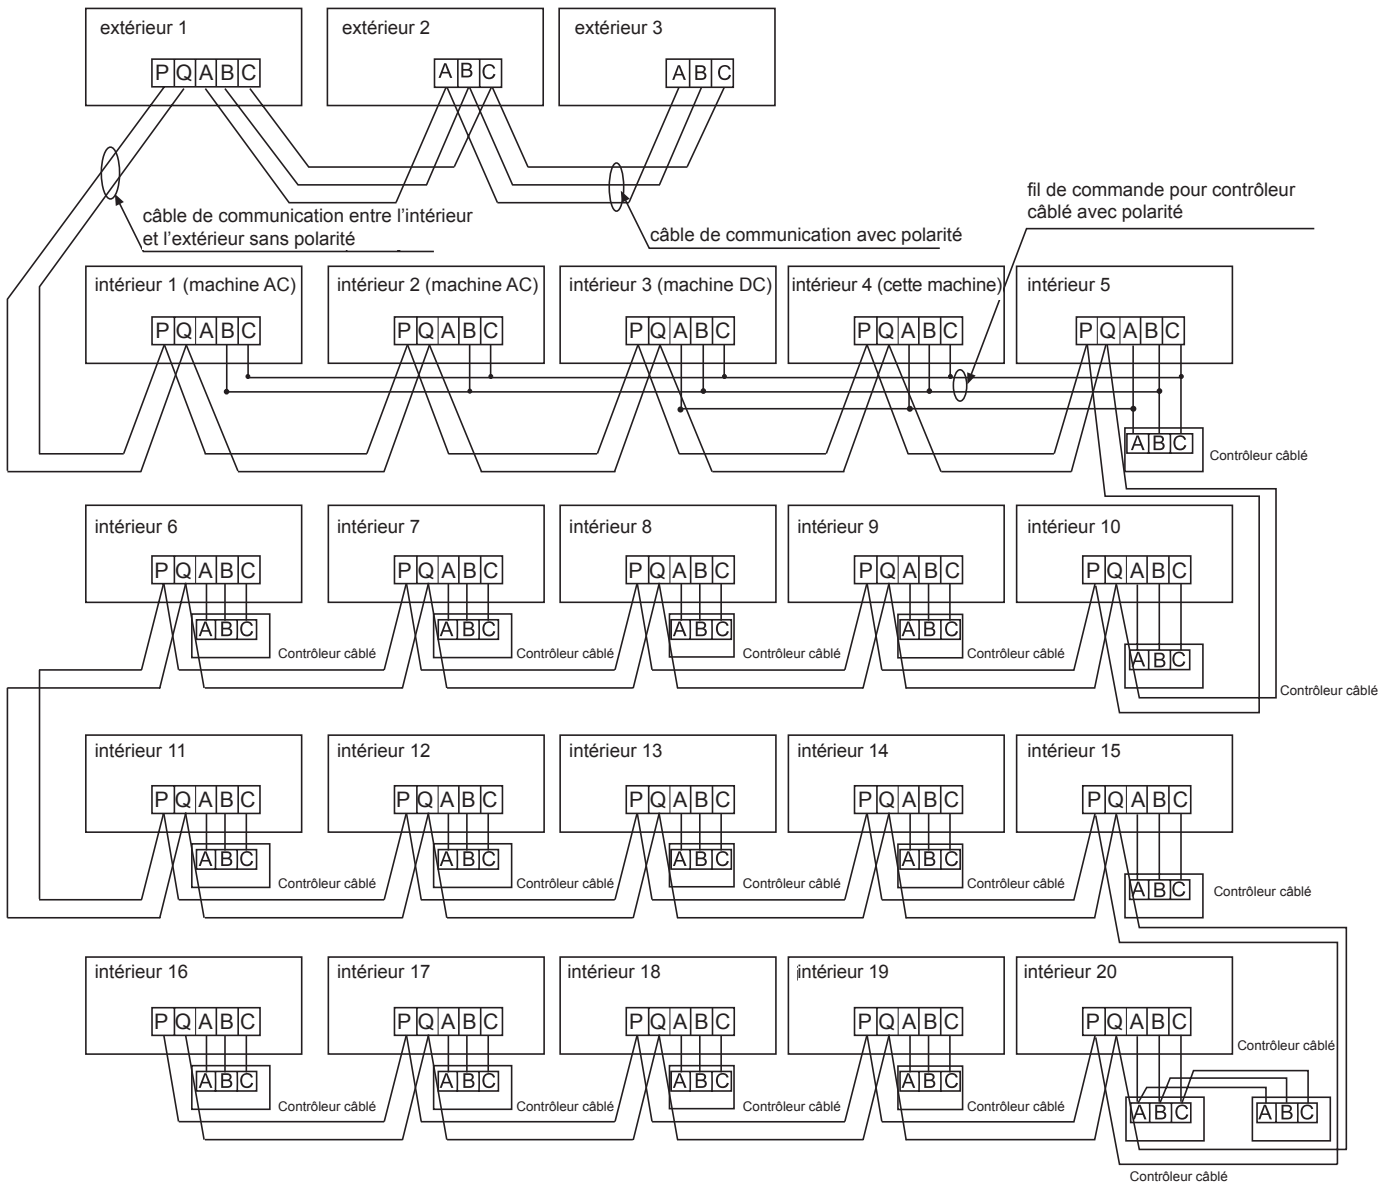 extérieur 1
extérieur 2
extérieur 3
P Q A B C
A B C
A B C
fil de commande pour contrôleur
câblé avec polarité
câble de communication entre l'intérieur
et l'extérieur sans polarité
câble de communication avec polarité
intérieur 1 (machine AC)
intérieur 2 (machine AC)
intérieur 3 (machine DC)
intérieur 4 (cette machine)
intérieur 5
P Q A B C
P Q A B C
P Q A B C
P Q A B C
P Q A B C
A B C
Contrôleur câblé
intérieur 6
intérieur 7
intérieur 8
intérieur 9
intérieur 10
P Q A B C
P Q A B C
P Q A B C
P Q A B C
P Q A B C
A B C
A B C
A B C
A B C
A B C
Contrôleur câblé
Contrôleur câblé
Contrôleur câblé
Contrôleur câblé
Contrôleur câblé
intérieur 11
intérieur 12
intérieur 13
intérieur 14
intérieur 15
P Q A B C
P Q A B C
P Q A B C
P Q A B C
P Q A B C
A B C
A B C
A B C
A B C
A B C
Contrôleur câblé
Contrôleur câblé
Contrôleur câblé
Contrôleur câblé
Contrôleur câblé
intérieur 16
intérieur 17
intérieur 18
intérieur 19
intérieur 20
P Q A B C
P Q A B C
P Q A B C
P Q A B C
P Q A B C
Contrôleur câblé
A B C
A B C
A B C
A B C
A B C
A B C
Contrôleur câblé
Contrôleur câblé
Contrôleur câblé
Contrôleur câblé
Contrôleur câblé